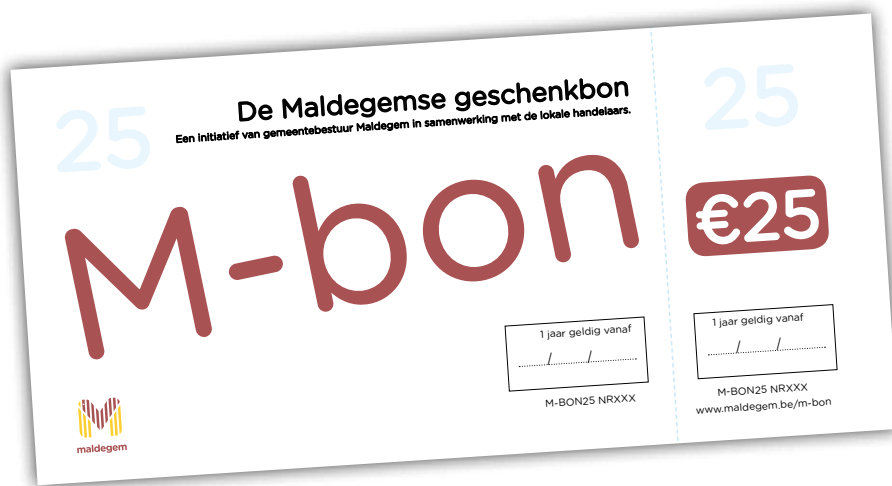 25
De Maldegemse geschenkbon
Een initiatief van gemeentebestuur Maldegem in samenwerking met de lokale handelaars.
M-bon
1 jaar geldig vanaf
....../....../............
M-BON25 NRXXX
maldegem
25
€25
1 jaar geldig vanaf
....../....../............
M-BON25 NRXXX
www.maldegem.be/m-bon